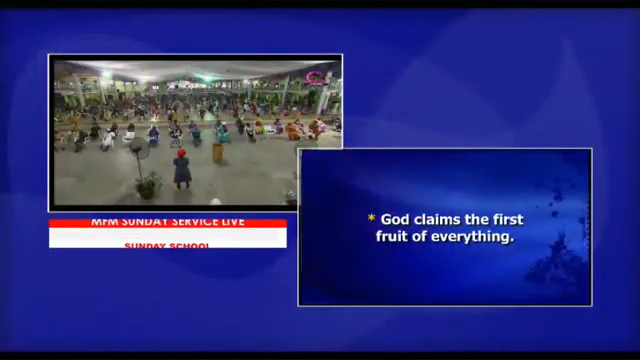 MFM SUNDAY SERVICE LIVE
SUNDAY SCHOOL
* God claims the first
fruit of everything.